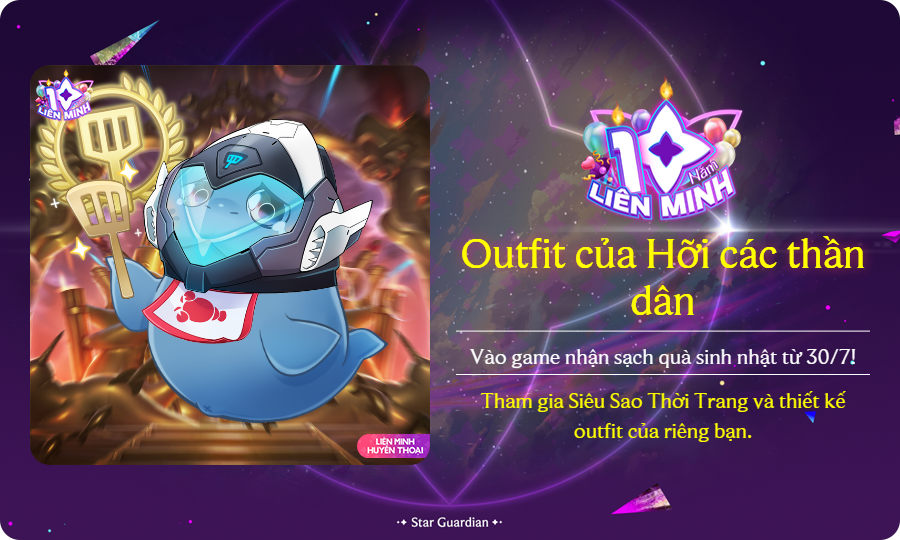 10
LIÊN MINH
10
Năm
LIÊN MINH
Outfit của Hỡi các thần
dân
Vào game nhận sạch quà sinh nhật từ 30/7!
Tham gia Siêu Sao Thời Trang và thiết kế
outfit của riêng bạn.
LIÊN MINH
HUYỀN THOẠI
Star Guardian